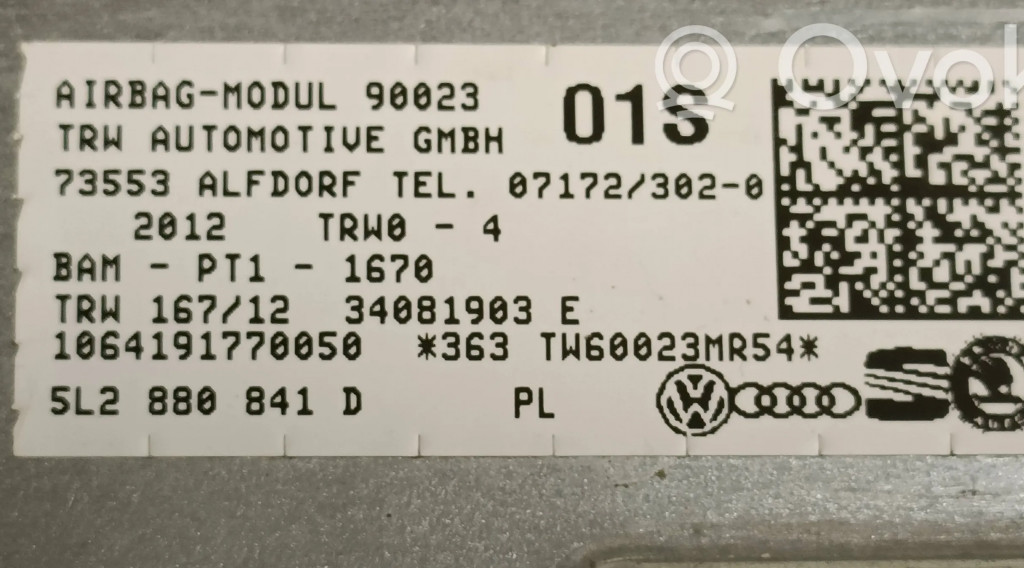 AIRBAG-MODUL 90023 01S
TRW AUTOMOTIVE GMBH
73553 ALFDORF TEL. 07172/302-0
2012 TRW0 - 4
BAM - PT1 - 1670
TRW 167/12 34081903 E
1064191770050 *363 TW60023MR54*
5L2 880 841 D PL